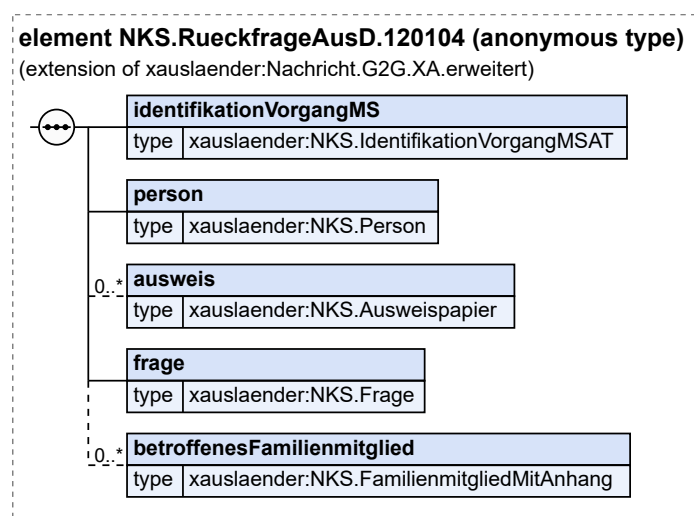 element NKS.RueckfrageAusD.120104 (anonymous type)
(extension of xauslaender:Nachricht.G2G.XA.erweitert)
identifikationVorgangMS
type xauslaender:NKS.IdentifikationVorgangMSAT
person
type xauslaender:NKS.Person
0..* ausweis
type xauslaender:NKS.Ausweispapier
frage
type xauslaender:NKS.Frage
0..* betroffenesFamilienmitglied
type xauslaender:NKS.FamilienmitgliedMitAnhang